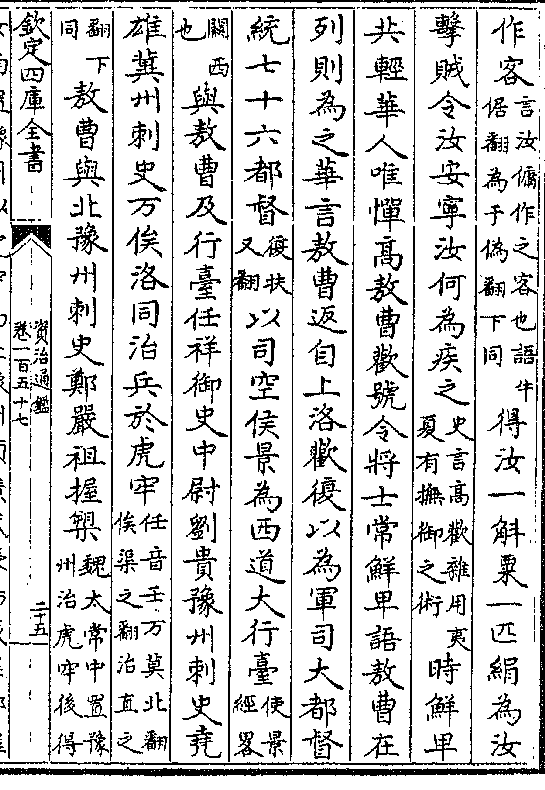 作客言汝傭作之客也語牛倨翻為于偽翻下同得汝一斛粟一匹絹為汝
擊賊令汝安寧汝何為疾之史言高歡雜用夷夏有撫御之術時鮮卑
共輕華人唯憚高敖曹歡號令將士常鮮卑語敖曹在
列則為之華言敖曹返自上洛歡復以為軍司大都督
統七十六都督復扶又翻以司空侯景為西道大行臺使景經畧
關西也與敖曹及行臺任祥御史中尉劉貴豫州刺史堯
雄冀州刺史万俟洛同治兵於虎牢任音壬万莫北翻俟渠之翻治直之
翻下同敖曹與北豫州刺史鄭嚴祖握槊魏太常中置豫州治虎牢後得
欽定四庫全書
資治通鑑
卷一百五十七
二十五